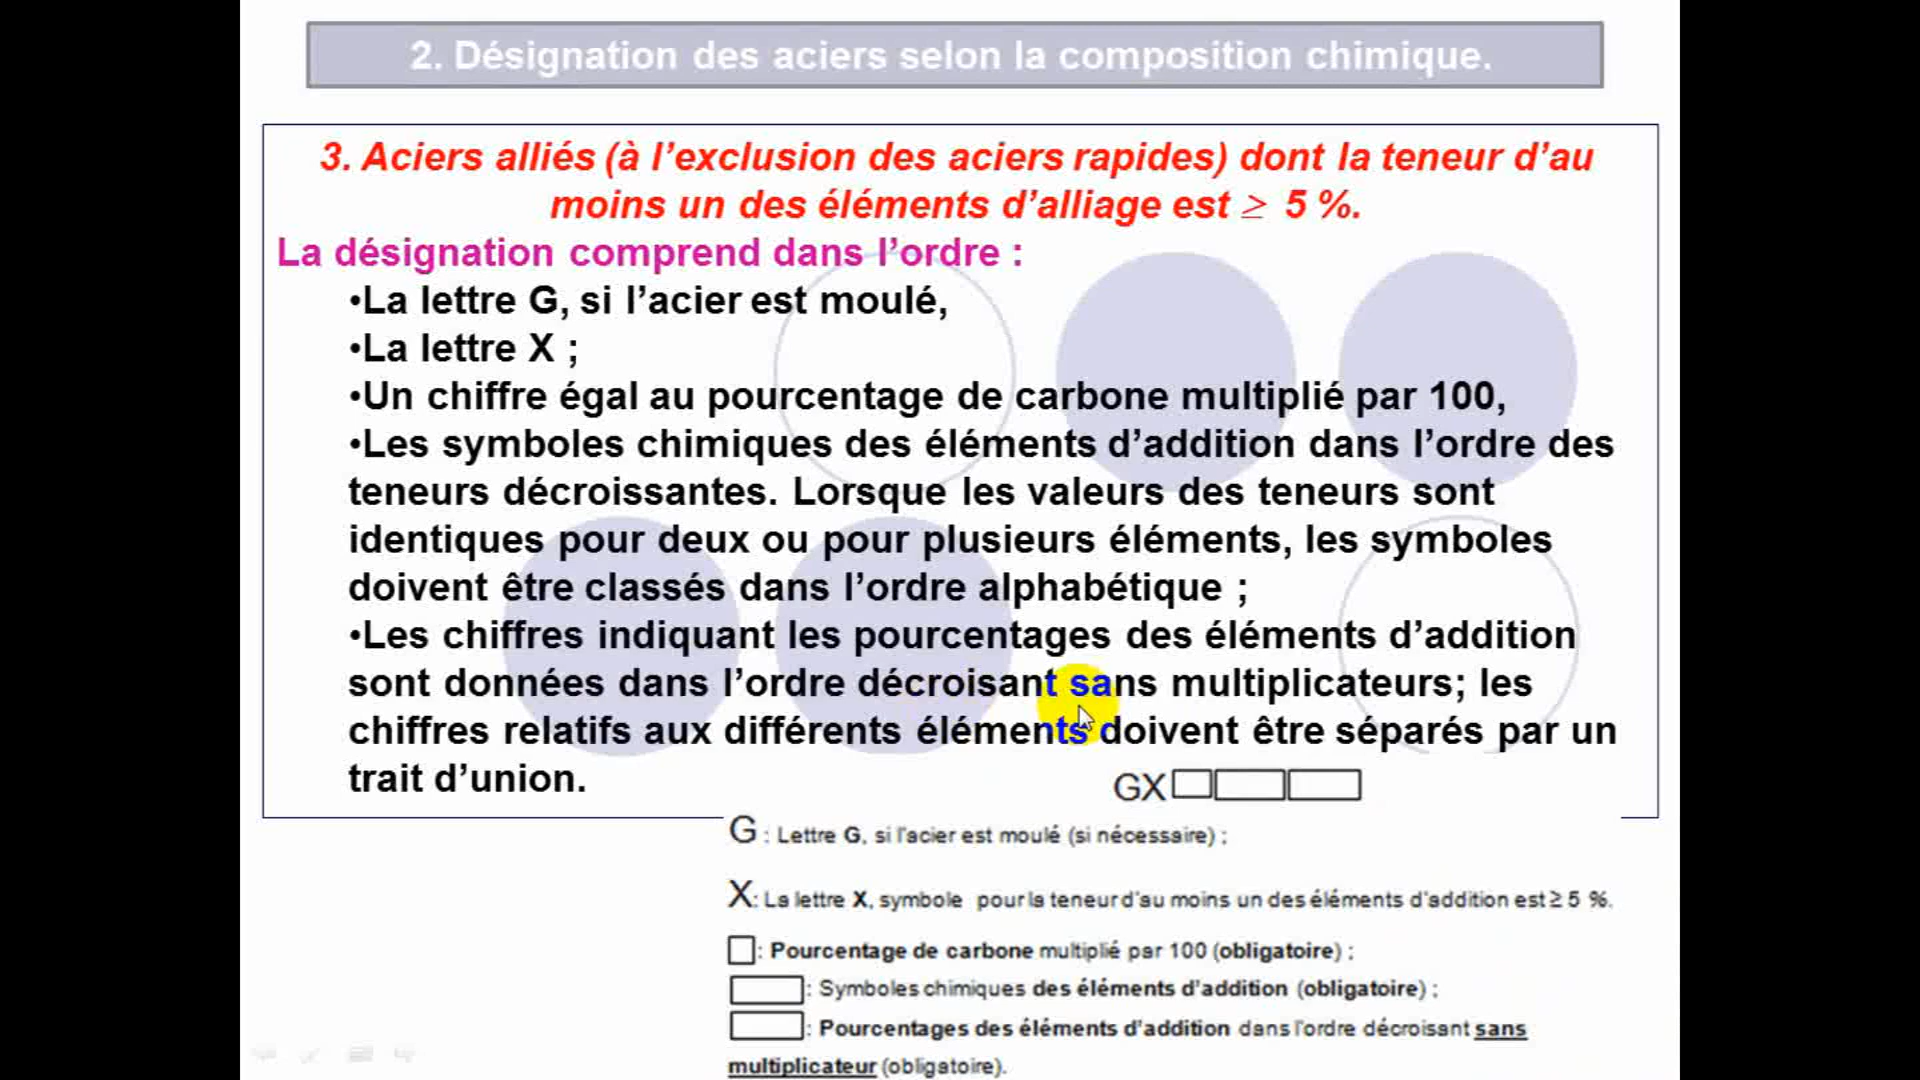 2. Désignation des aciers selon la composition chimique.
3. Aciers alliés (à l’exclusion des aciers rapides) dont la teneur d’au
moins un des éléments d’alliage est ≥ 5 %.
La désignation comprend dans l’ordre :
•La lettre G, si l’acier est moulé,
•La lettre X ;
•Un chiffre égal au pourcentage de carbone multiplié par 100,
•Les symboles chimiques des éléments d’addition dans l’ordre des
teneurs décroissantes. Lorsque les valeurs des teneurs sont
identiques pour deux ou pour plusieurs éléments, les symboles
doivent être classés dans l’ordre alphabétique ;
•Les chiffres indiquant les pourcentages des éléments d’addition
sont données dans l’ordre décroisant sans multiplicateurs; les
chiffres relatifs aux différents éléments doivent être séparés par un
trait d’union.
GX
G : Lettre G, si l'acier est moulé (si nécessaire) ;
X: La lettre X, symbole pour la teneur d'au moins un des éléments d'addition est ≥ 5 %.
: Pourcentage de carbone multiplié par 100 (obligatoire) ;
: Symboles chimiques des éléments d'addition (obligatoire) ;
: Pourcentages des éléments d'addition dans l'ordre décroisant sans
multiplicateur (obligatoire).